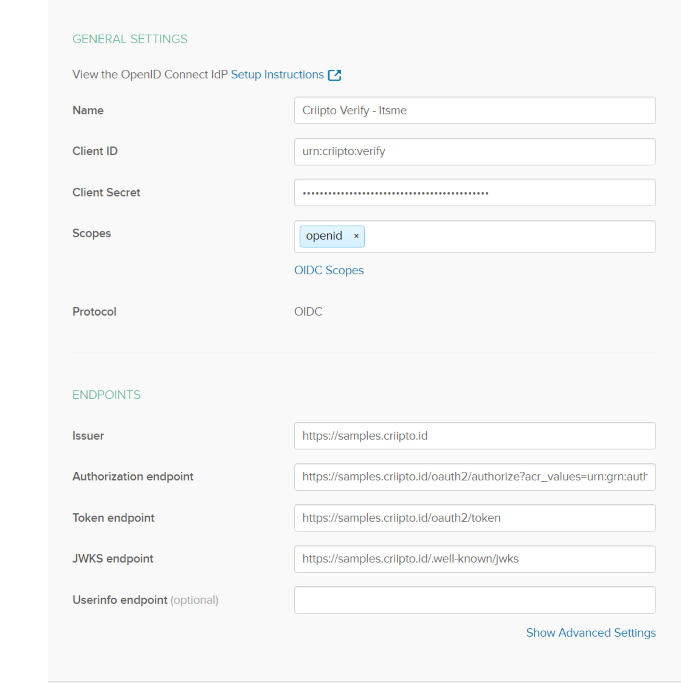 GENERAL SETTINGS
View the OpenID Connect IdP Setup Instructions
Name
Criipto Verify - Itsme
Client ID
urn:criipto:verify
Client Secret
••••••••••••••••••••••••••••••••••••••••••••
Scopes
openid ×
OIDC Scopes
Protocol
OIDC
ENDPOINTS
Issuer
https://samples.criipto.id
Authorization endpoint
https://samples.criipto.id/oauth2/authorize?acr_values=urn:grn:auth
Token endpoint
https://samples.criipto.id/oauth2/token
JWKS endpoint
https://samples.criipto.id/.well-known/jwks
Userinfo endpoint (optional)
Show Advanced Settings